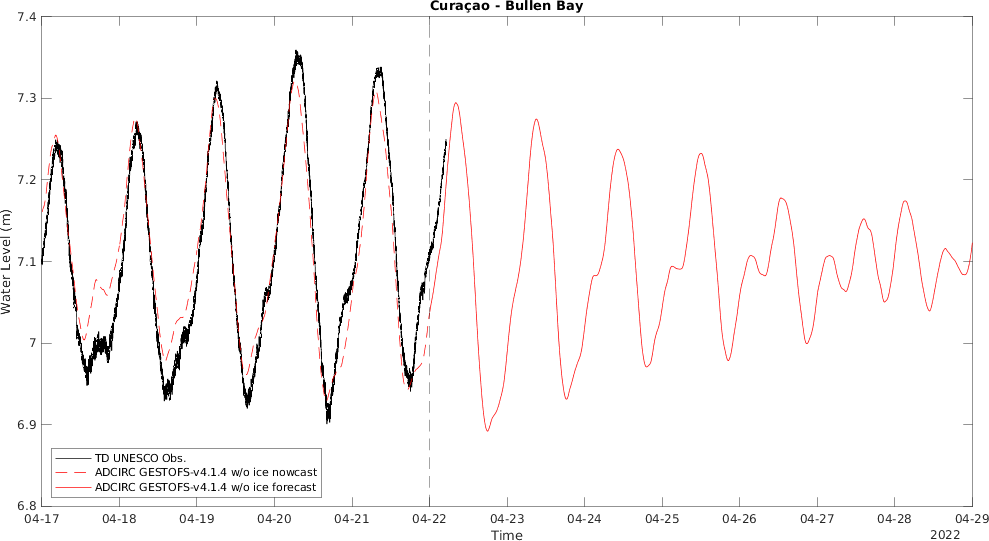 Curaçao - Bullen Bay
7.4
7.3
7.2
7.1
7
6.9
6.8
Water Level (m)
TD UNESCO Obs.
ADCIRC GESTOFS-v4.1.4 w/o ice nowcast
ADCIRC GESTOFS-v4.1.4 w/o ice forecast
04-17 04-18 04-19 04-20 04-21 04-22 04-23 04-24 04-25 04-26 04-27 04-28 04-29
Time
2022